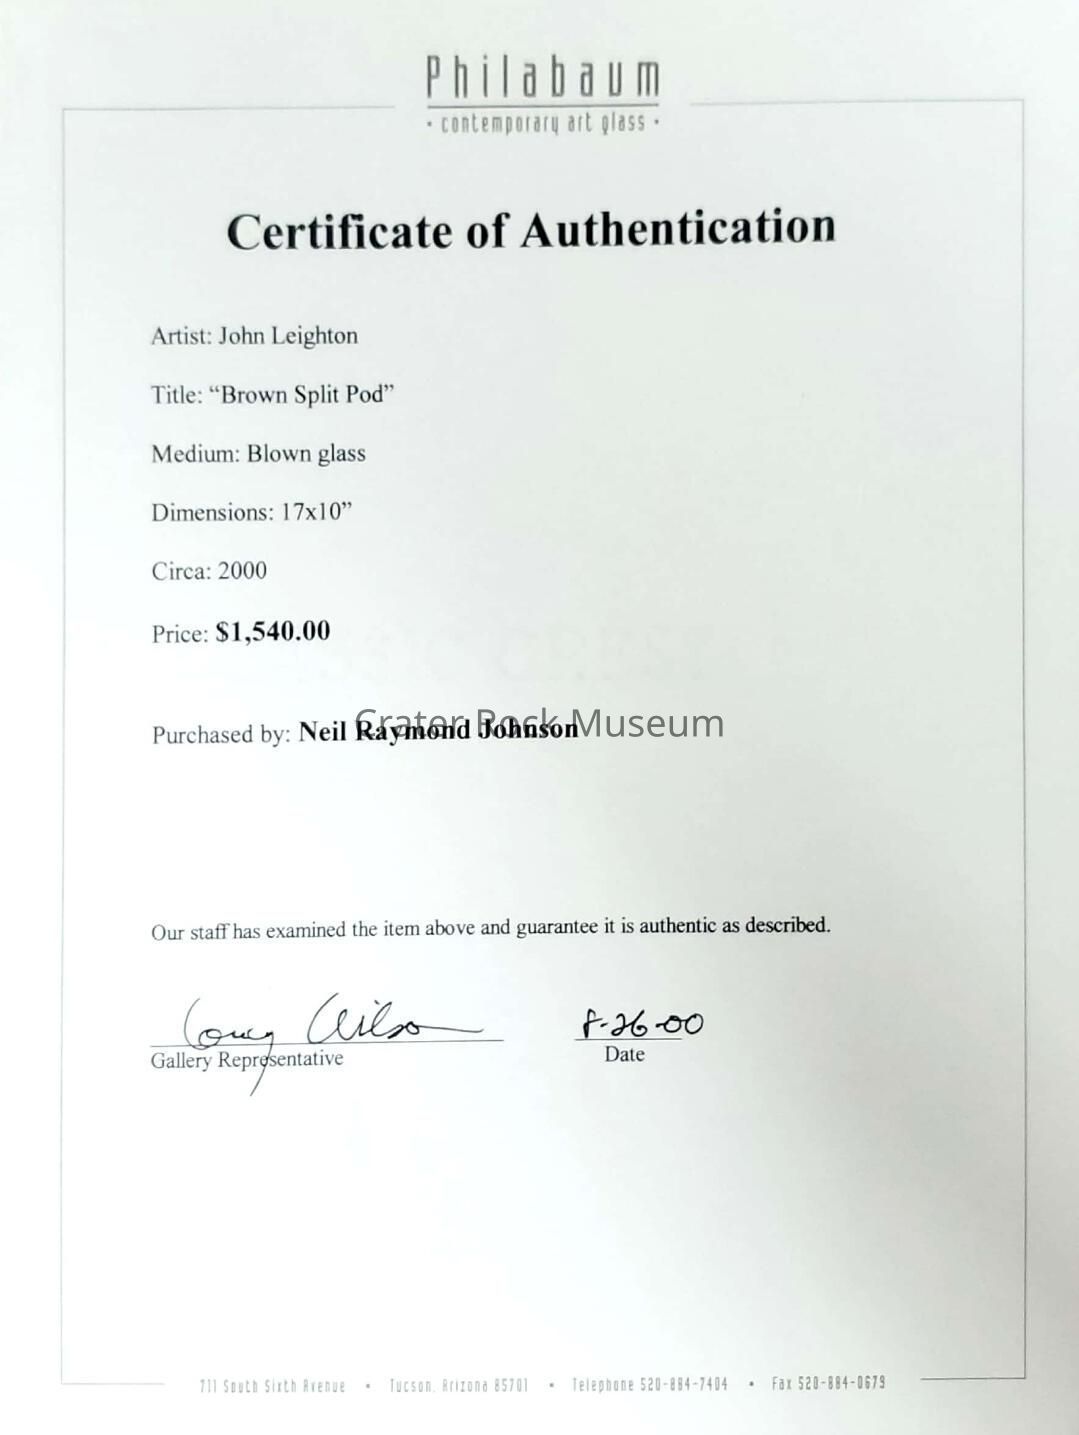 Philabaum
• contemporary art glass •
Certificate of Authentication
Artist: John Leighton
Title: “Brown Split Pod”
Medium: Blown glass
Dimensions: 17x10”
Circa: 2000
Price: $1,540.00
Purchased by: Neil Raymond Johnson
Crater Rock Museum
Our staff has examined the item above and guarantee it is authentic as described.
Wilson 8-26-00
Gallery Representative Date
711 South Sixth Avenue • Tucson, Arizona 85701 • Telephone 520-884-7404 • Fax 520-884-0679